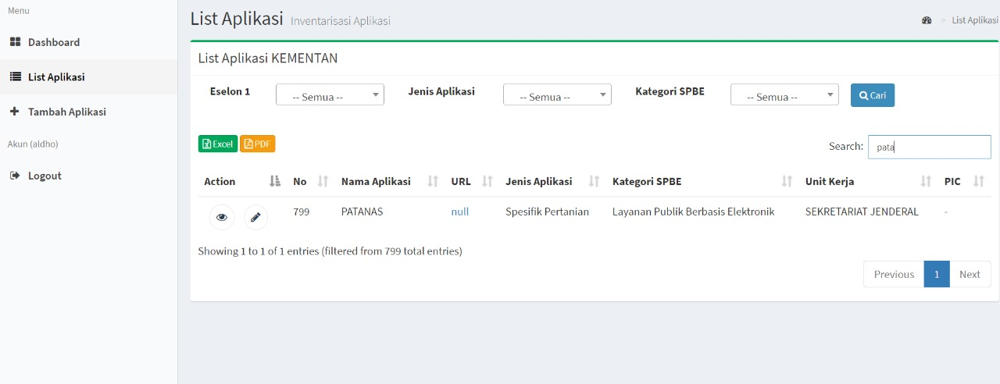 Menu
Dashboard
List Aplikasi
Tambah Aplikasi
Akun (aldho)
Logout
List Aplikasi Inventarisasi Aplikasi
> List Aplikasi
List Aplikasi KEMENTAN
Eselon 1 -- Semua -- Jenis Aplikasi -- Semua -- Kategori SPBE -- Semua -- Cari
Excel PDF Search: pata
Action No Nama Aplikasi URL Jenis Aplikasi Kategori SPBE Unit Kerja PIC
799 PATANAS null Spesifik Pertanian Layanan Publik Berbasis Elektronik SEKRETARIAT JENDERAL -
Showing 1 to 1 of 1 entries (filtered from 799 total entries)
Previous 1 Next